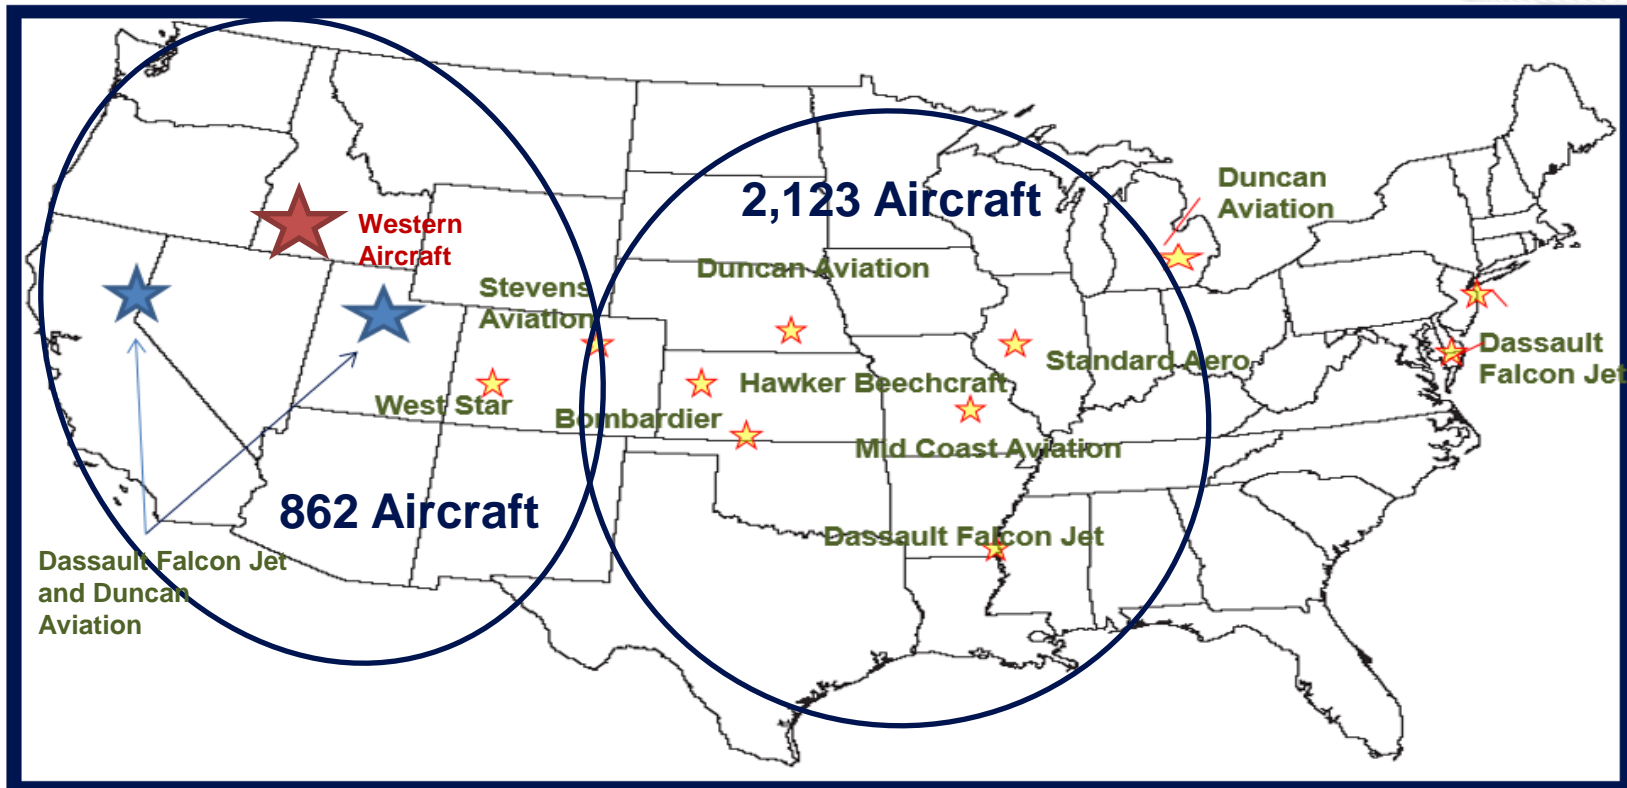 2,123 Aircraft
Duncan
Aviation
Western
Aircraft
Duncan Aviation
Stevens
Aviation
Standard Aero
Dassault
Falcon Jet
Hawker Beechcraft
West Star
Bombardier
Mid Coast Aviation
862 Aircraft
Dassault Falcon Jet
Dassault Falcon Jet
and Duncan
Aviation